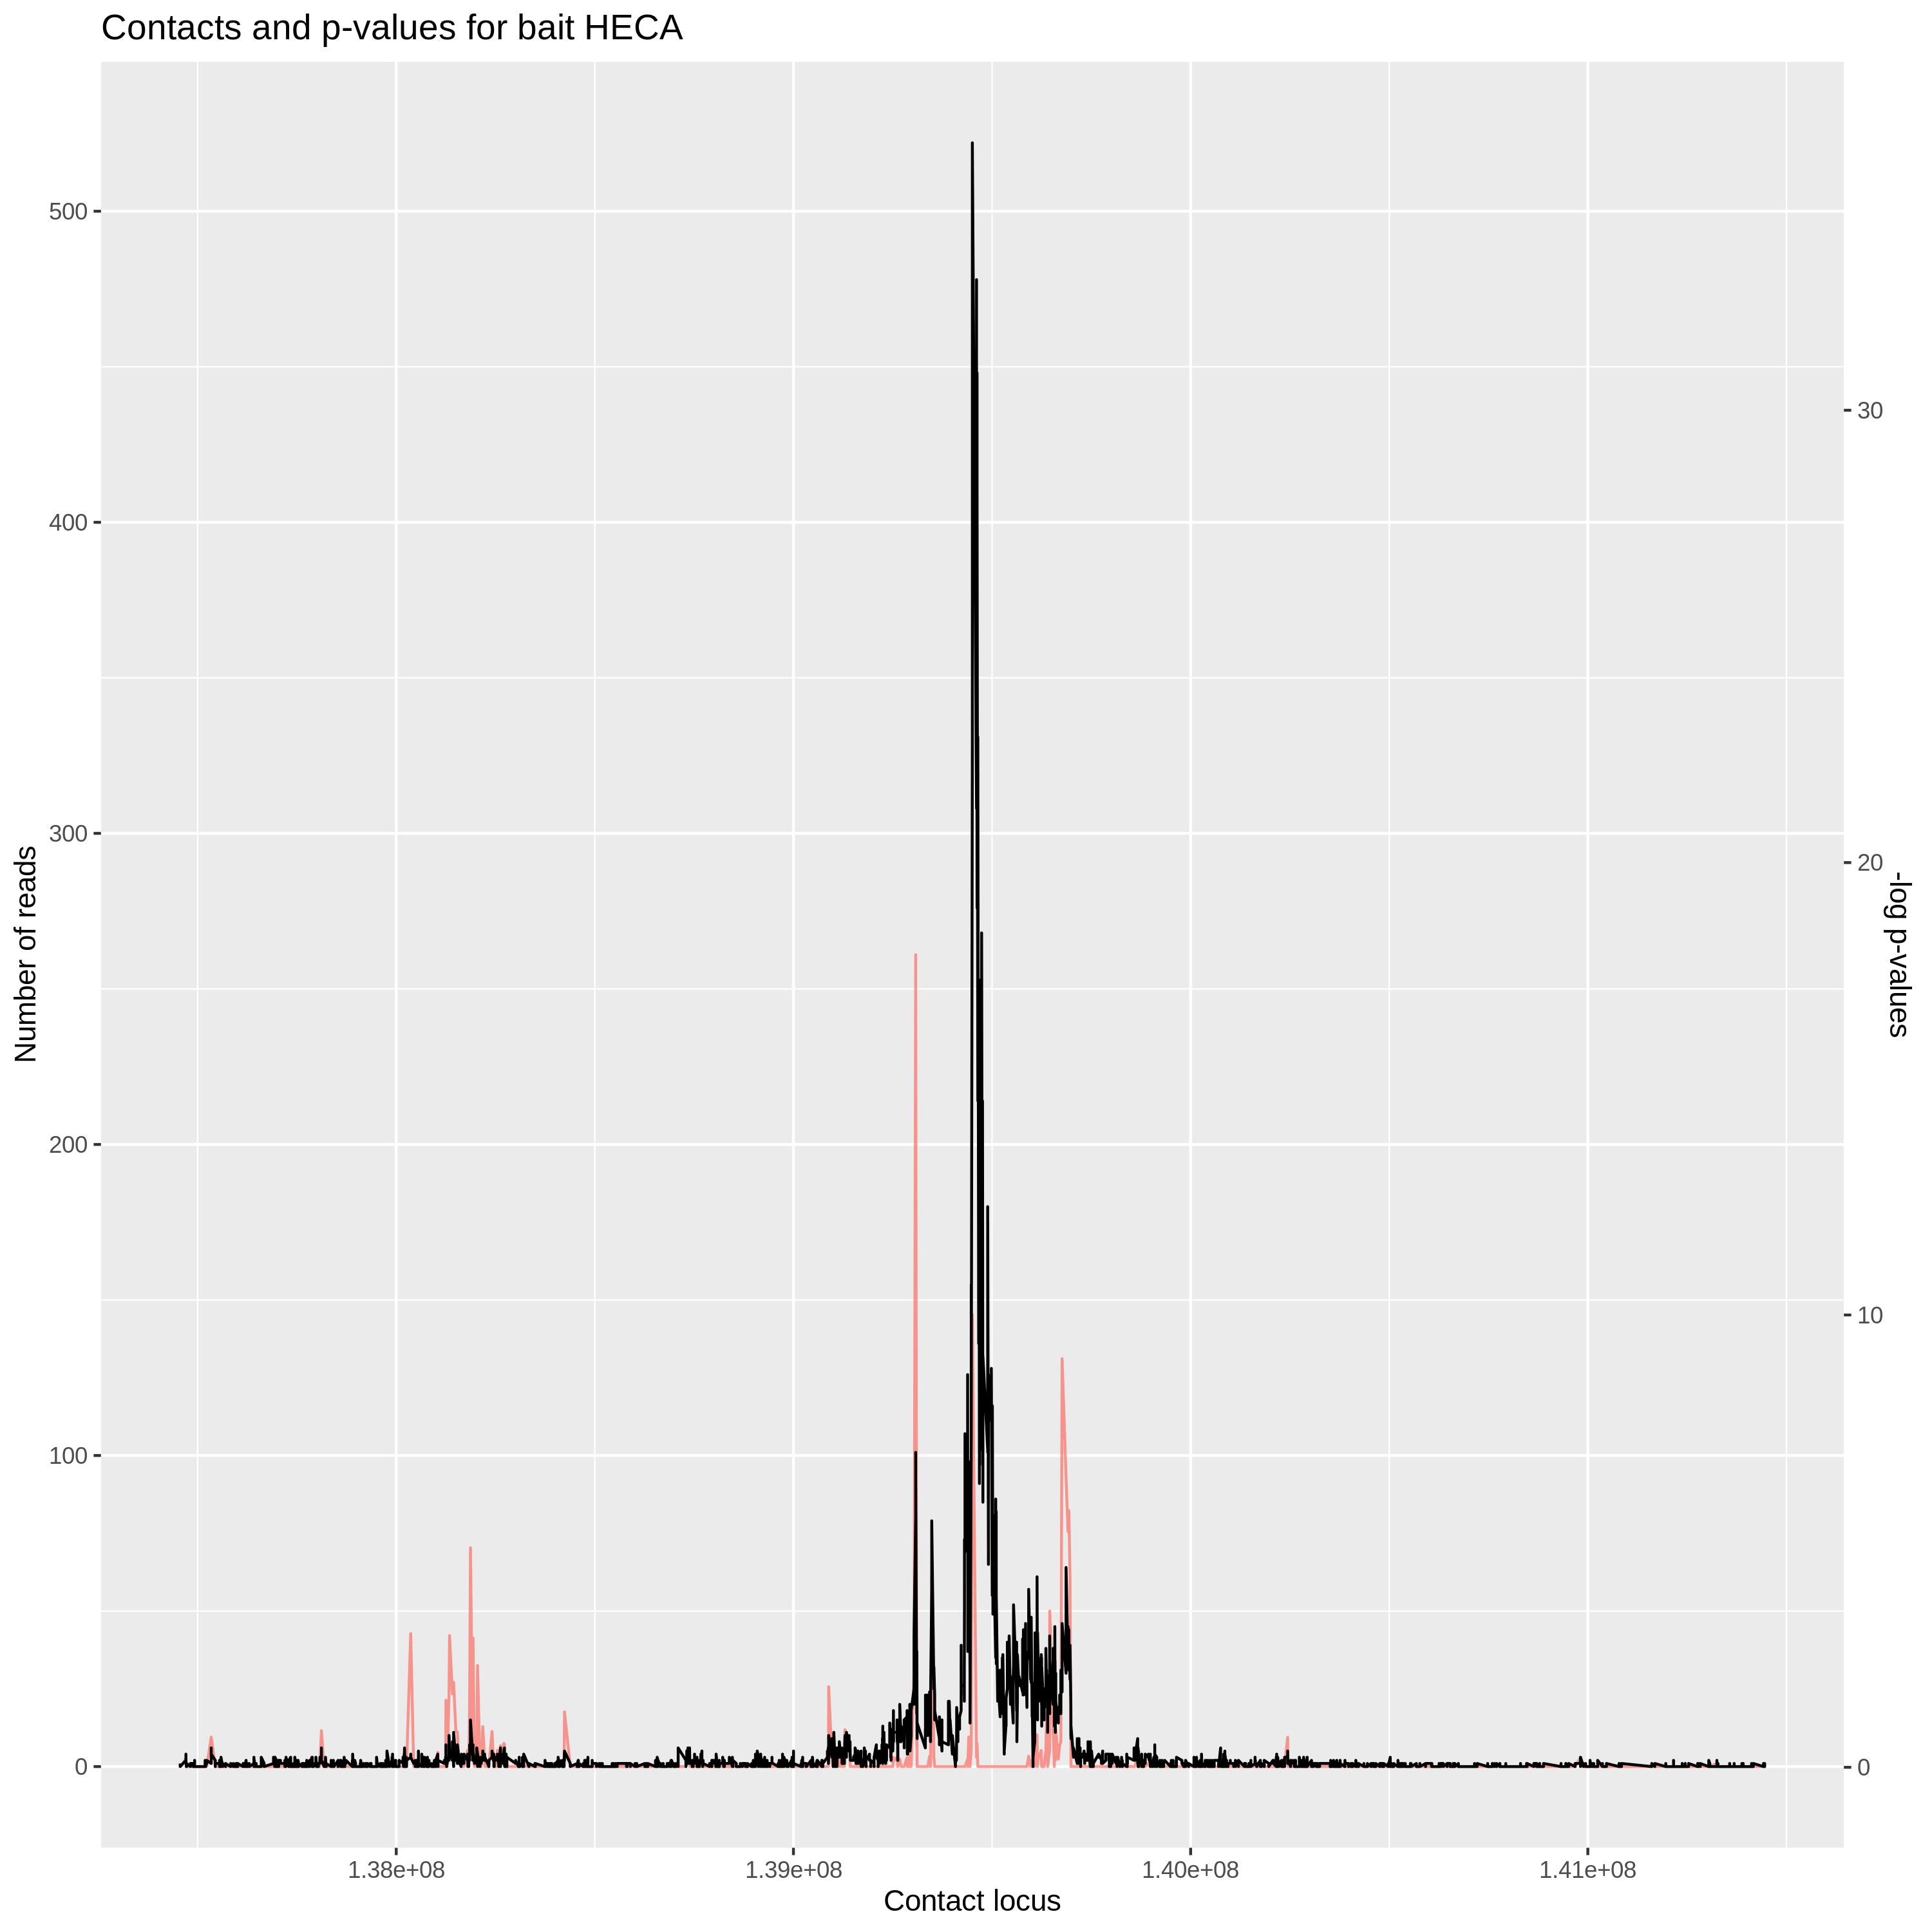 Contacts and p-values for bait HECA
Number of reads
500
400
300
200
100
0
30
20
10
0
-log p-values
1.38e+08
1.39e+08
1.40e+08
1.41e+08
Contact locus